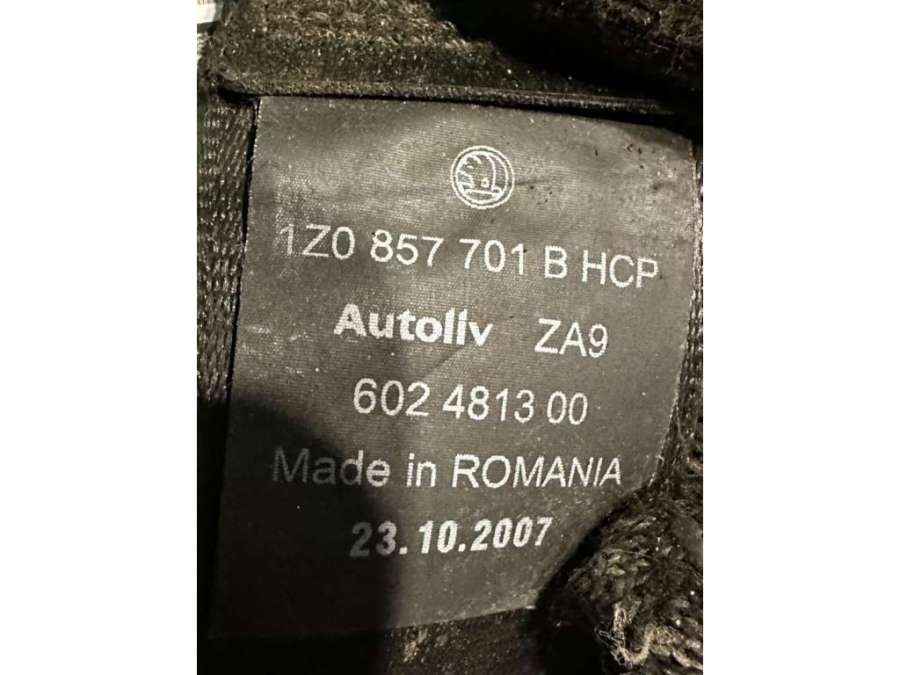 1Z0 857 701 B HCP
Autoliv ZA9
602 4813 00
Made in ROMANIA
23.10.2007